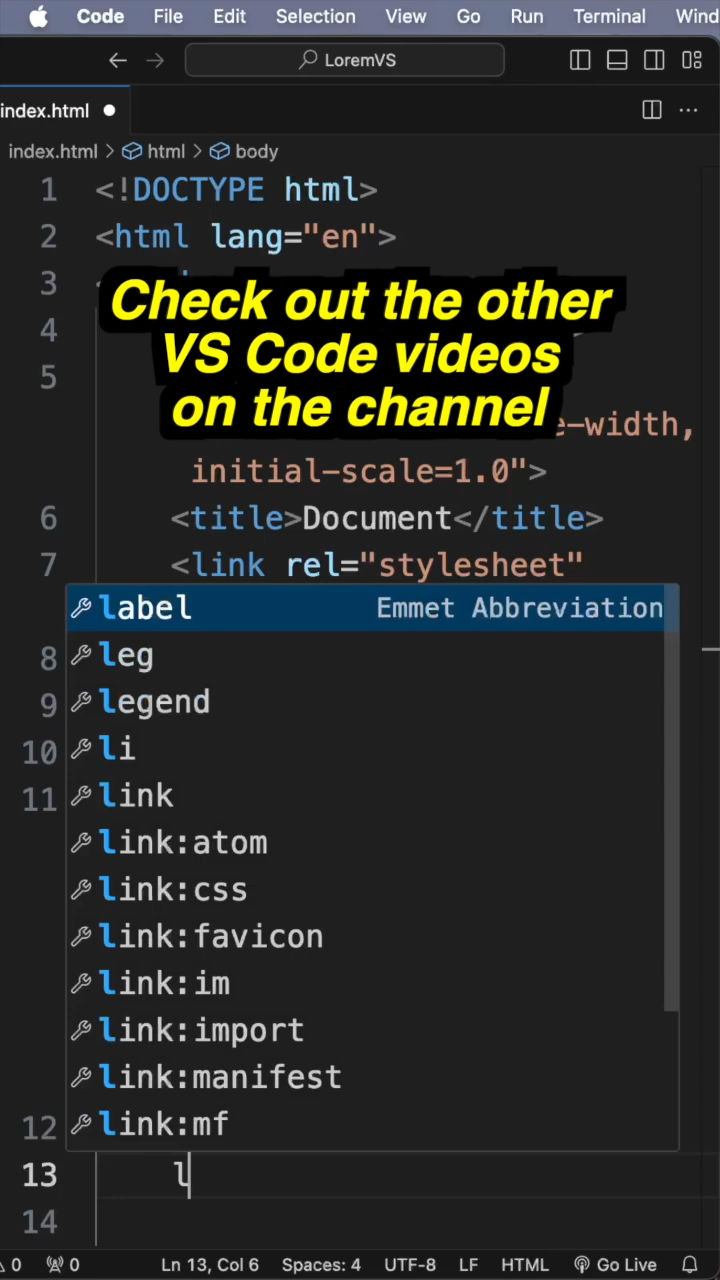 Code File Edit Selection View Go Run Terminal Wind
LoremVS
index.html
index.html > html > body
1 <!DOCTYPE html>
2 <html lang="en">
3
Check out the other
4
VS Code videos
5
on the channel
e-width,
initial-scale=1.0">
6 <title>Document</title>
7 <link rel="stylesheet"
label Emmet Abbreviation
8 leg
9 legend
10 li
11 link
link:atom
link:css
link:favicon
link:im
link:import
link:manifest
12 link:mf
13 l
14
0 0 Ln 13, Col 6 Spaces: 4 UTF-8 LF HTML Go Live